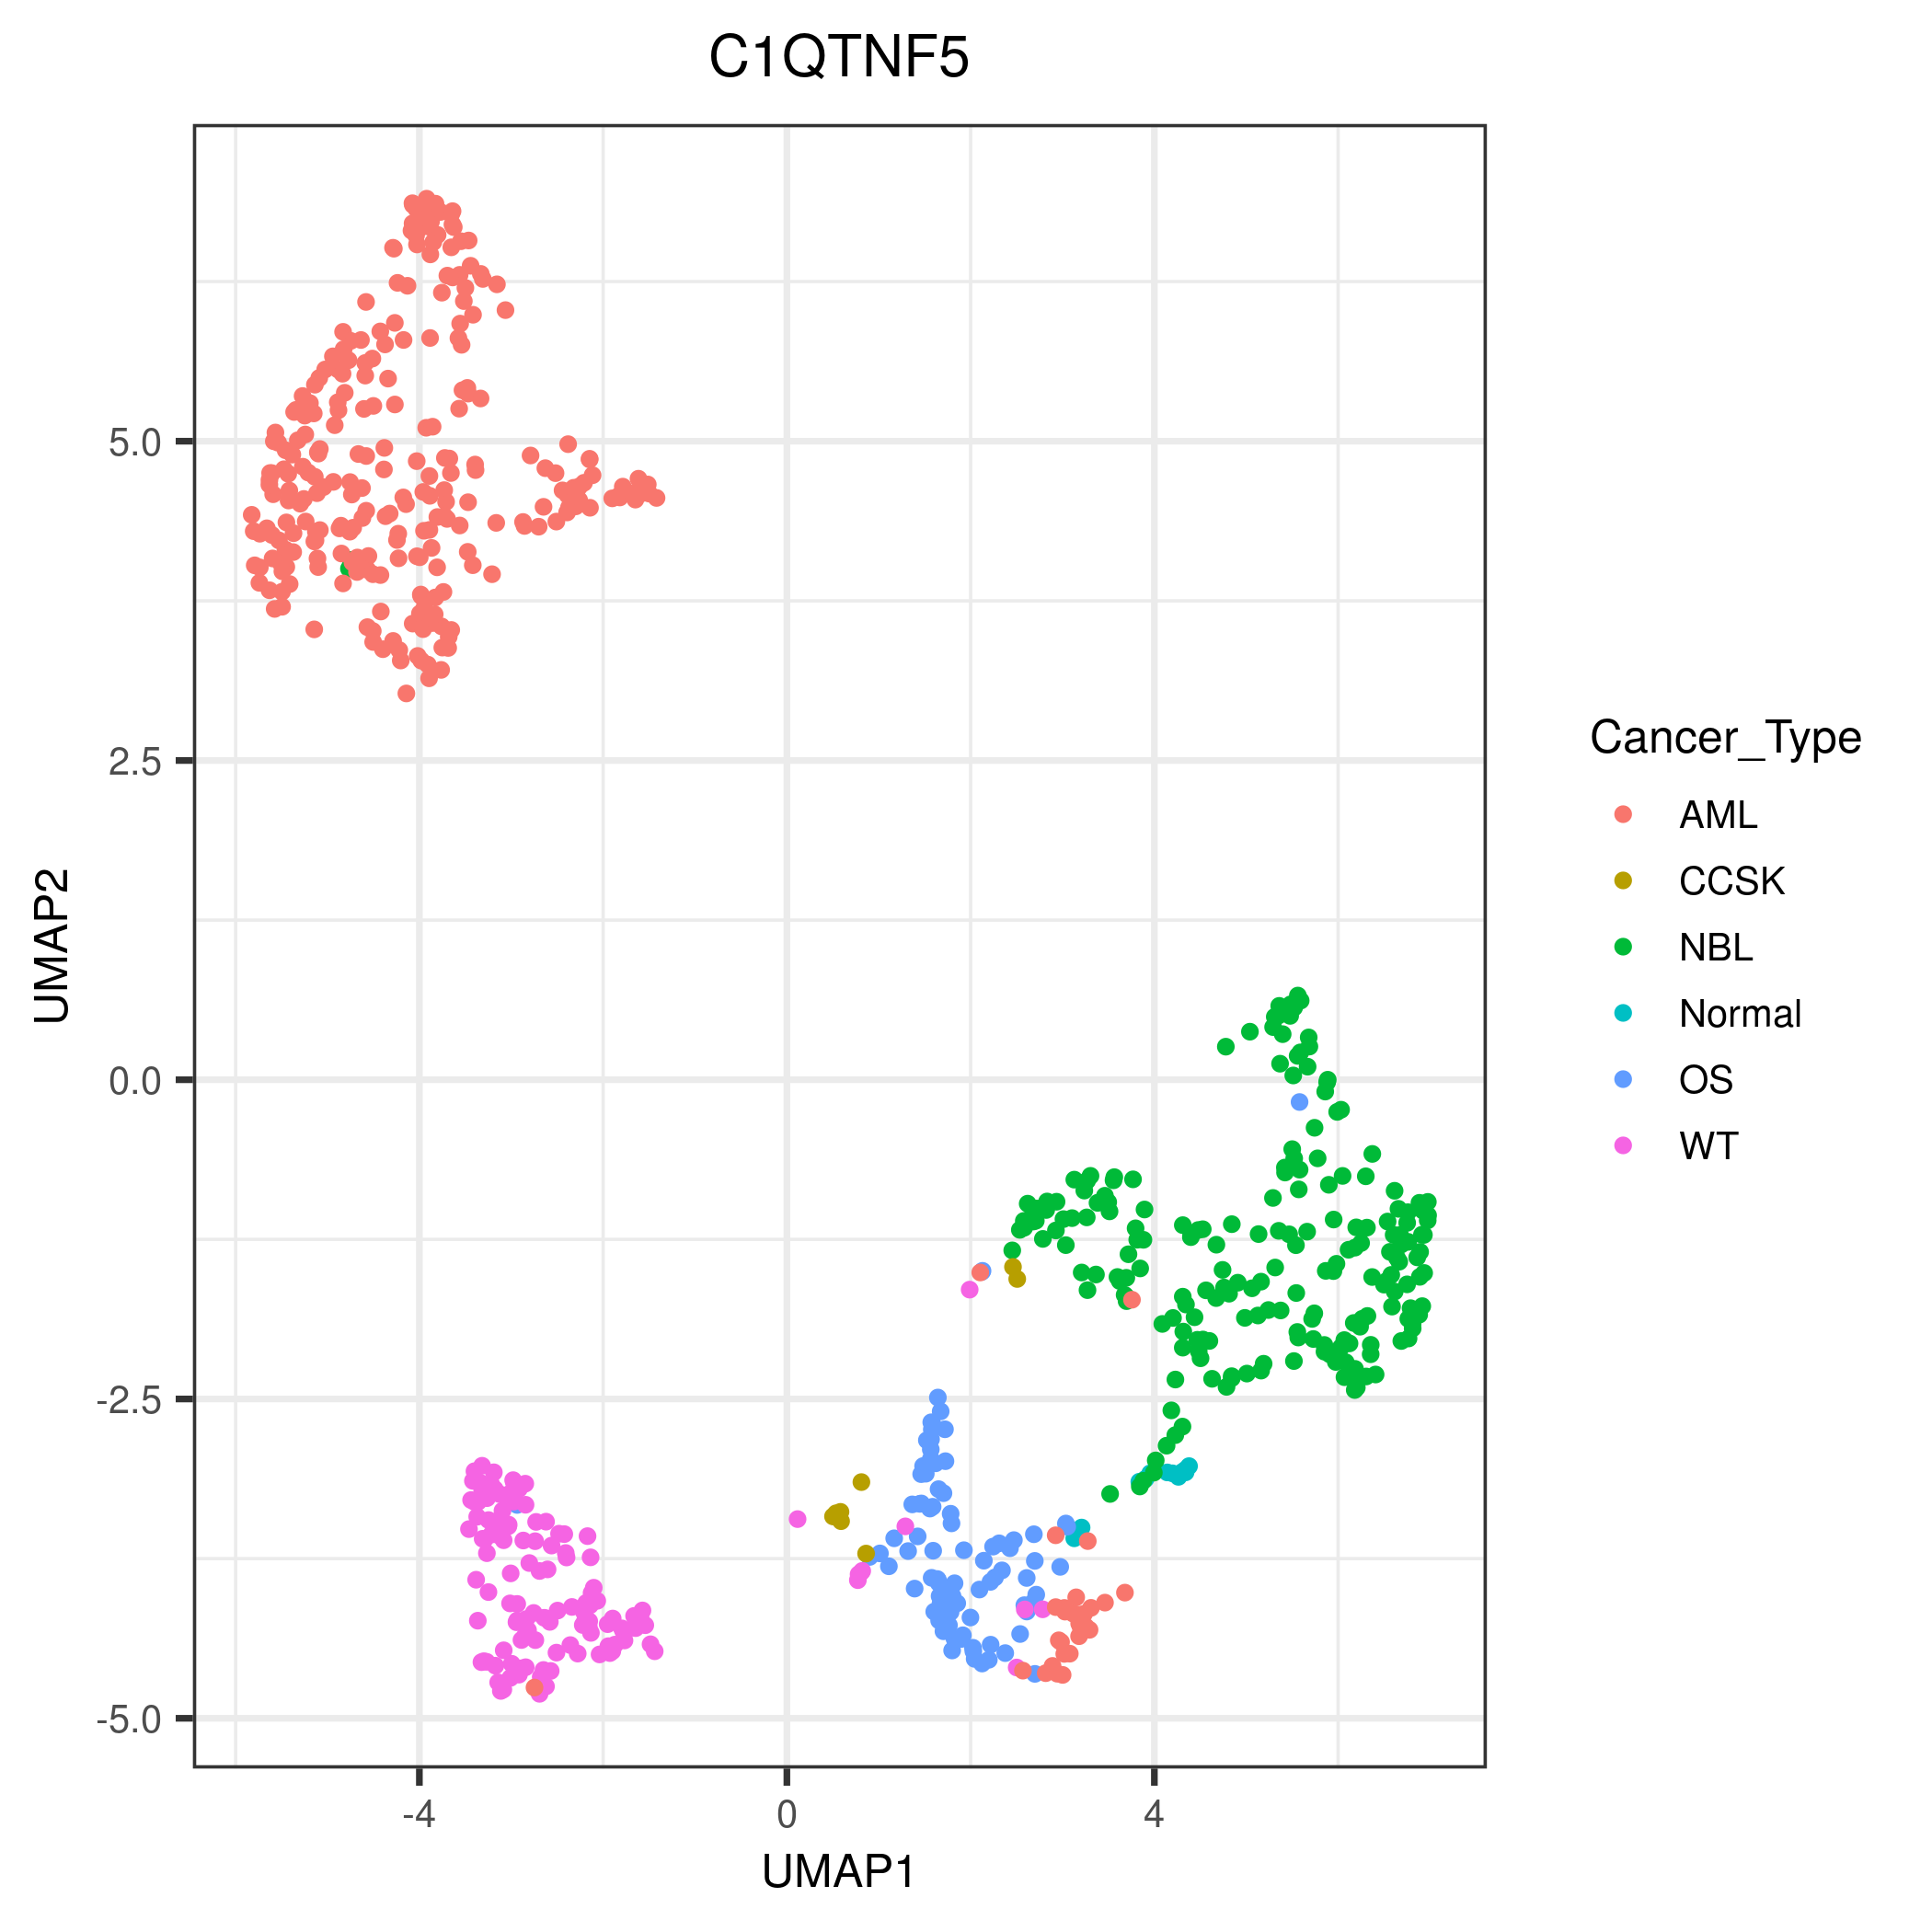 C1QTNF5
UMAP2
5.0
2.5
0.0
-2.5
-5.0
-4
0
4
UMAP1
Cancer_Type
AML
CCSK
NBL
Normal
OS
WT